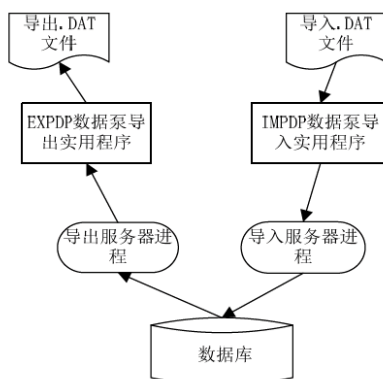 导出.DAT
文件
导入.DAT
文件
EXPDP数据泵导
出实用程序
IMPDP数据泵导
入实用程序
导出服务器进
程
导入服务器进
程
数据库